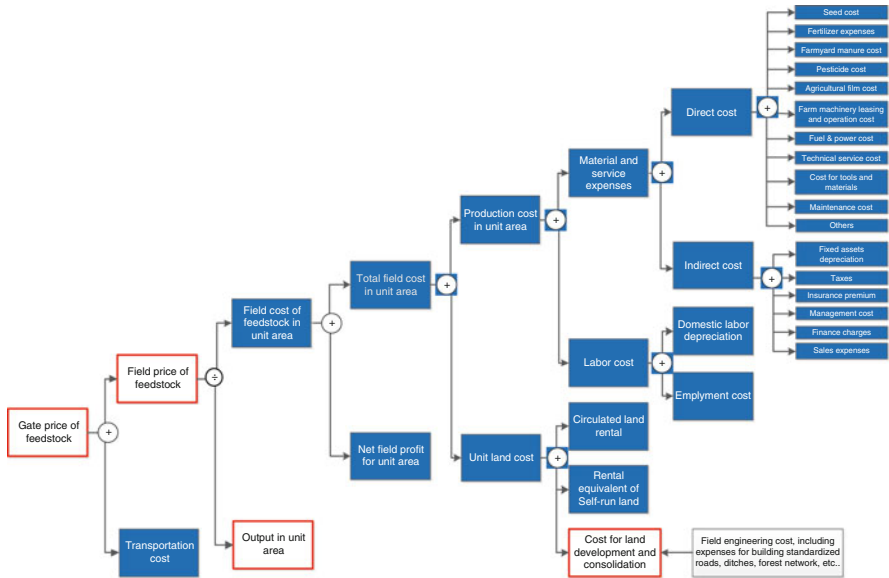 Gate price of
feedstock
+
Field price of
feedstock
Transportation
cost
÷
Field cost of
feedstock in
unit area
Output in unit
area
+
Total field cost
in unit area
Net field profit
for unit area
+
Production cost
in unit area
Unit land cost
+
Material and
service
expenses
Labor cost
+
Circulated land
rental
Rental
equivalent of
Self-run land
Cost for land
development and
consolidation
Field engineering cost, including
expenses for building standardized
roads, ditches, forest network, etc..
+
Direct cost
Indirect cost
+
Domestic labor
depreciation
Emplyment cost
+
Seed cost
Fertilizer expenses
Farmyard manure cost
Pesticide cost
Agricultural film cost
Farm machinery leasing
and operation cost
Fuel & power cost
Technical service cost
Cost for tools and
materials
Maintenance cost
Others
+
Fixed assets
depreciation
Taxes
Insurance premium
Management cost
Finance charges
Sales expenses